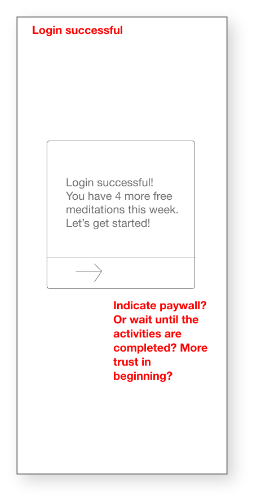 Login successful
Login successful!
You have 4 more free
meditations this week.
Let's get started!
Indicate paywall?
Or wait until the
activities are
completed? More
trust in
beginning?